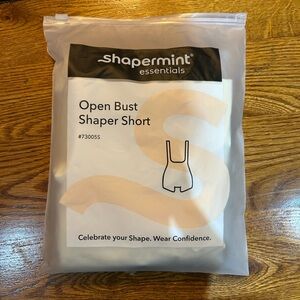 shapermint
essentials
Open Bust
Shaper Short
#73005S
Celebrate your Shape. Wear Confidence.